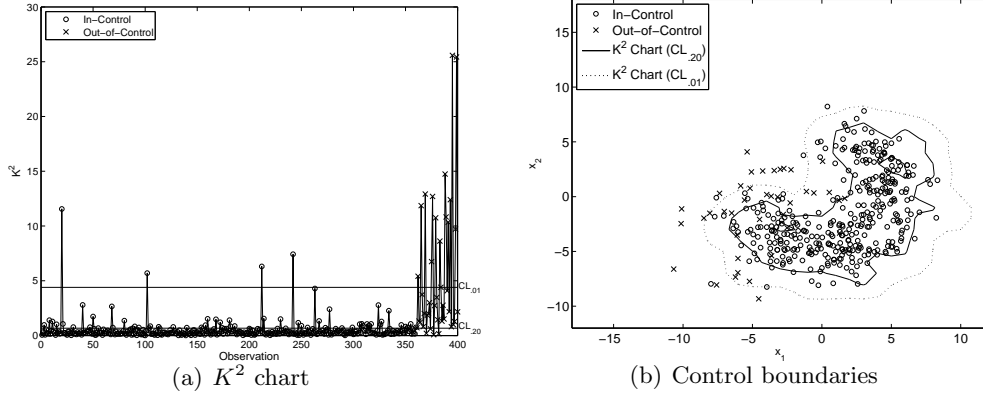 30
25
20
15
10
5
0
K²
In-Control
Out-of-Control
CL.01
CL.20
0 50 100 150 200 250 300 350 400
Observation
(a) K² chart
15
10
5
0
−5
−10
x2
In-Control
Out-of-Control
K² Chart (CL.20)
K² Chart (CL.01)
−15 −10 −5 0 5 10
x1
(b) Control boundaries